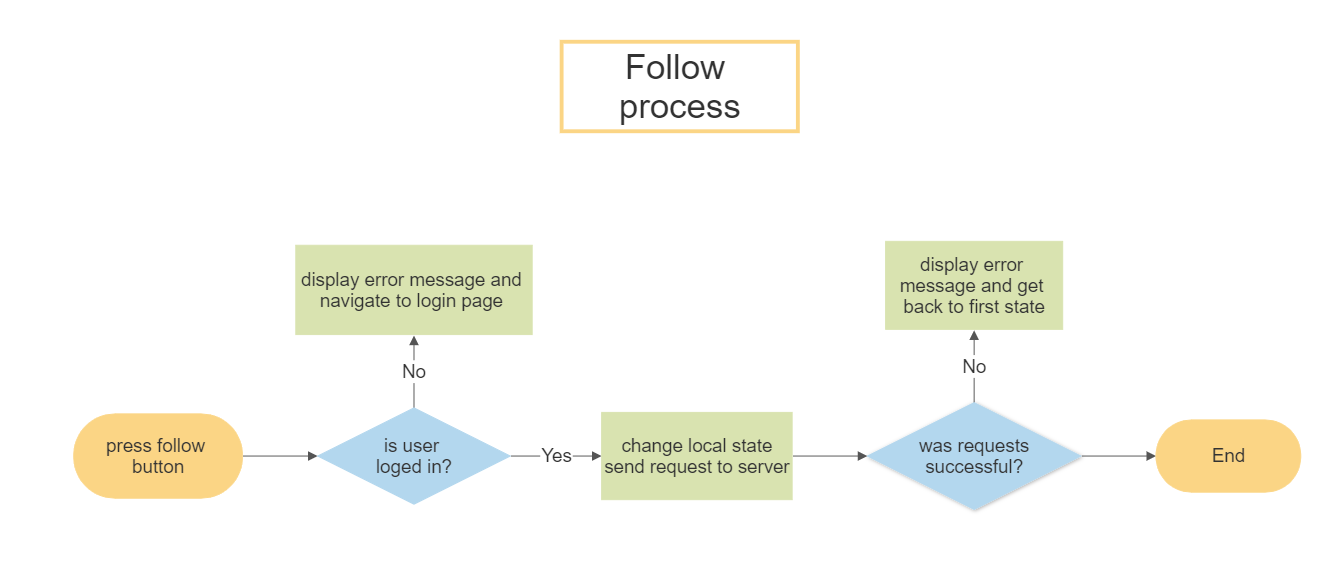 Follow
process
display error message and
navigate to login page
display error
message and get
back to first state
No
No
press follow
button
is user
loged in?
Yes
change local state
send request to server
was requests
successful?
End